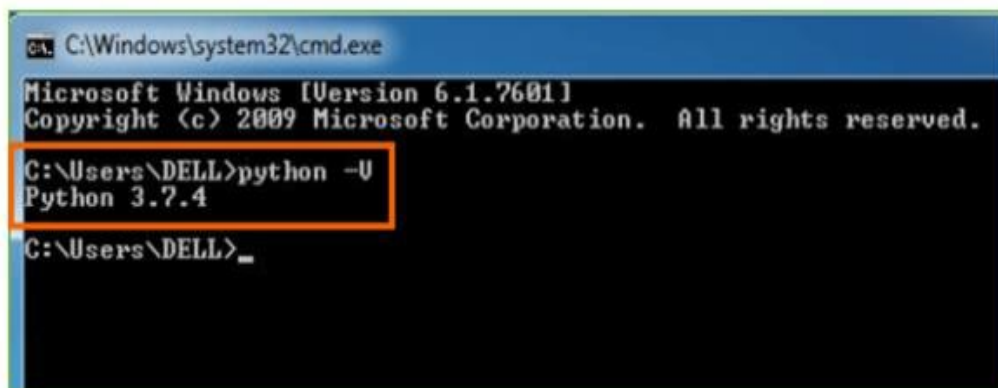 C:\Windows\system32\cmd.exe
Microsoft Windows [Version 6.1.7601]
Copyright (c) 2009 Microsoft Corporation. All rights reserved.
C:\Users\DELL>python -V
Python 3.7.4
C:\Users\DELL>_